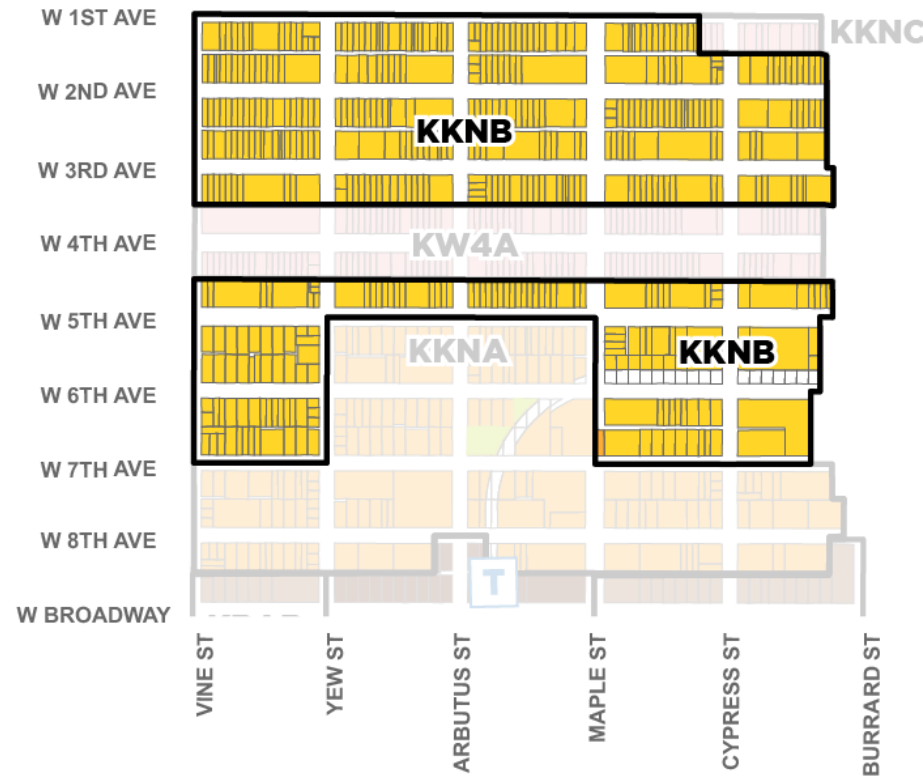 W 1ST AVE
KKNC
W 2ND AVE
KKNB
W 3RD AVE
W 4TH AVE
KW4A
W 5TH AVE
KKNA
KKNB
W 6TH AVE
W 7TH AVE
W 8TH AVE
T
W BROADWAY
VINE ST
YEW ST
ARBUTUS ST
MAPLE ST
CYPRESS ST
BURRARD ST